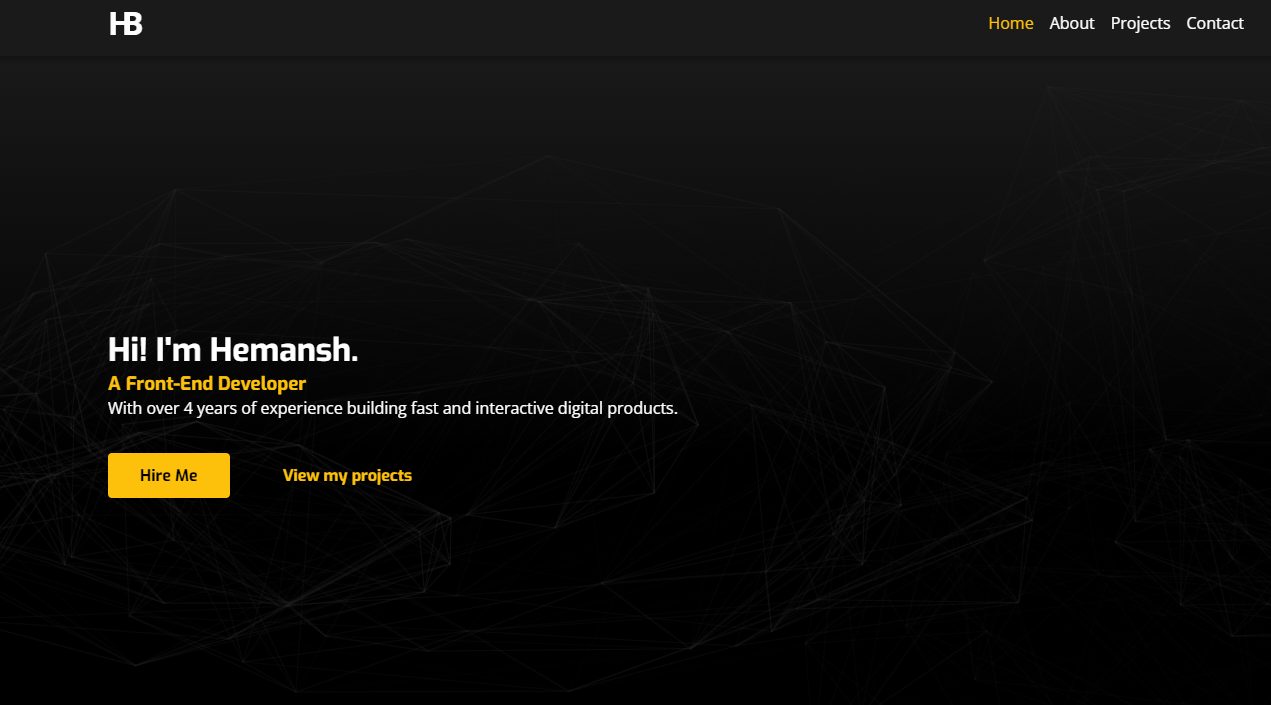 HB
Home About Projects Contact
Hi! I'm Hemansh.
A Front-End Developer
With over 4 years of experience building fast and interactive digital products.
Hire Me View my projects